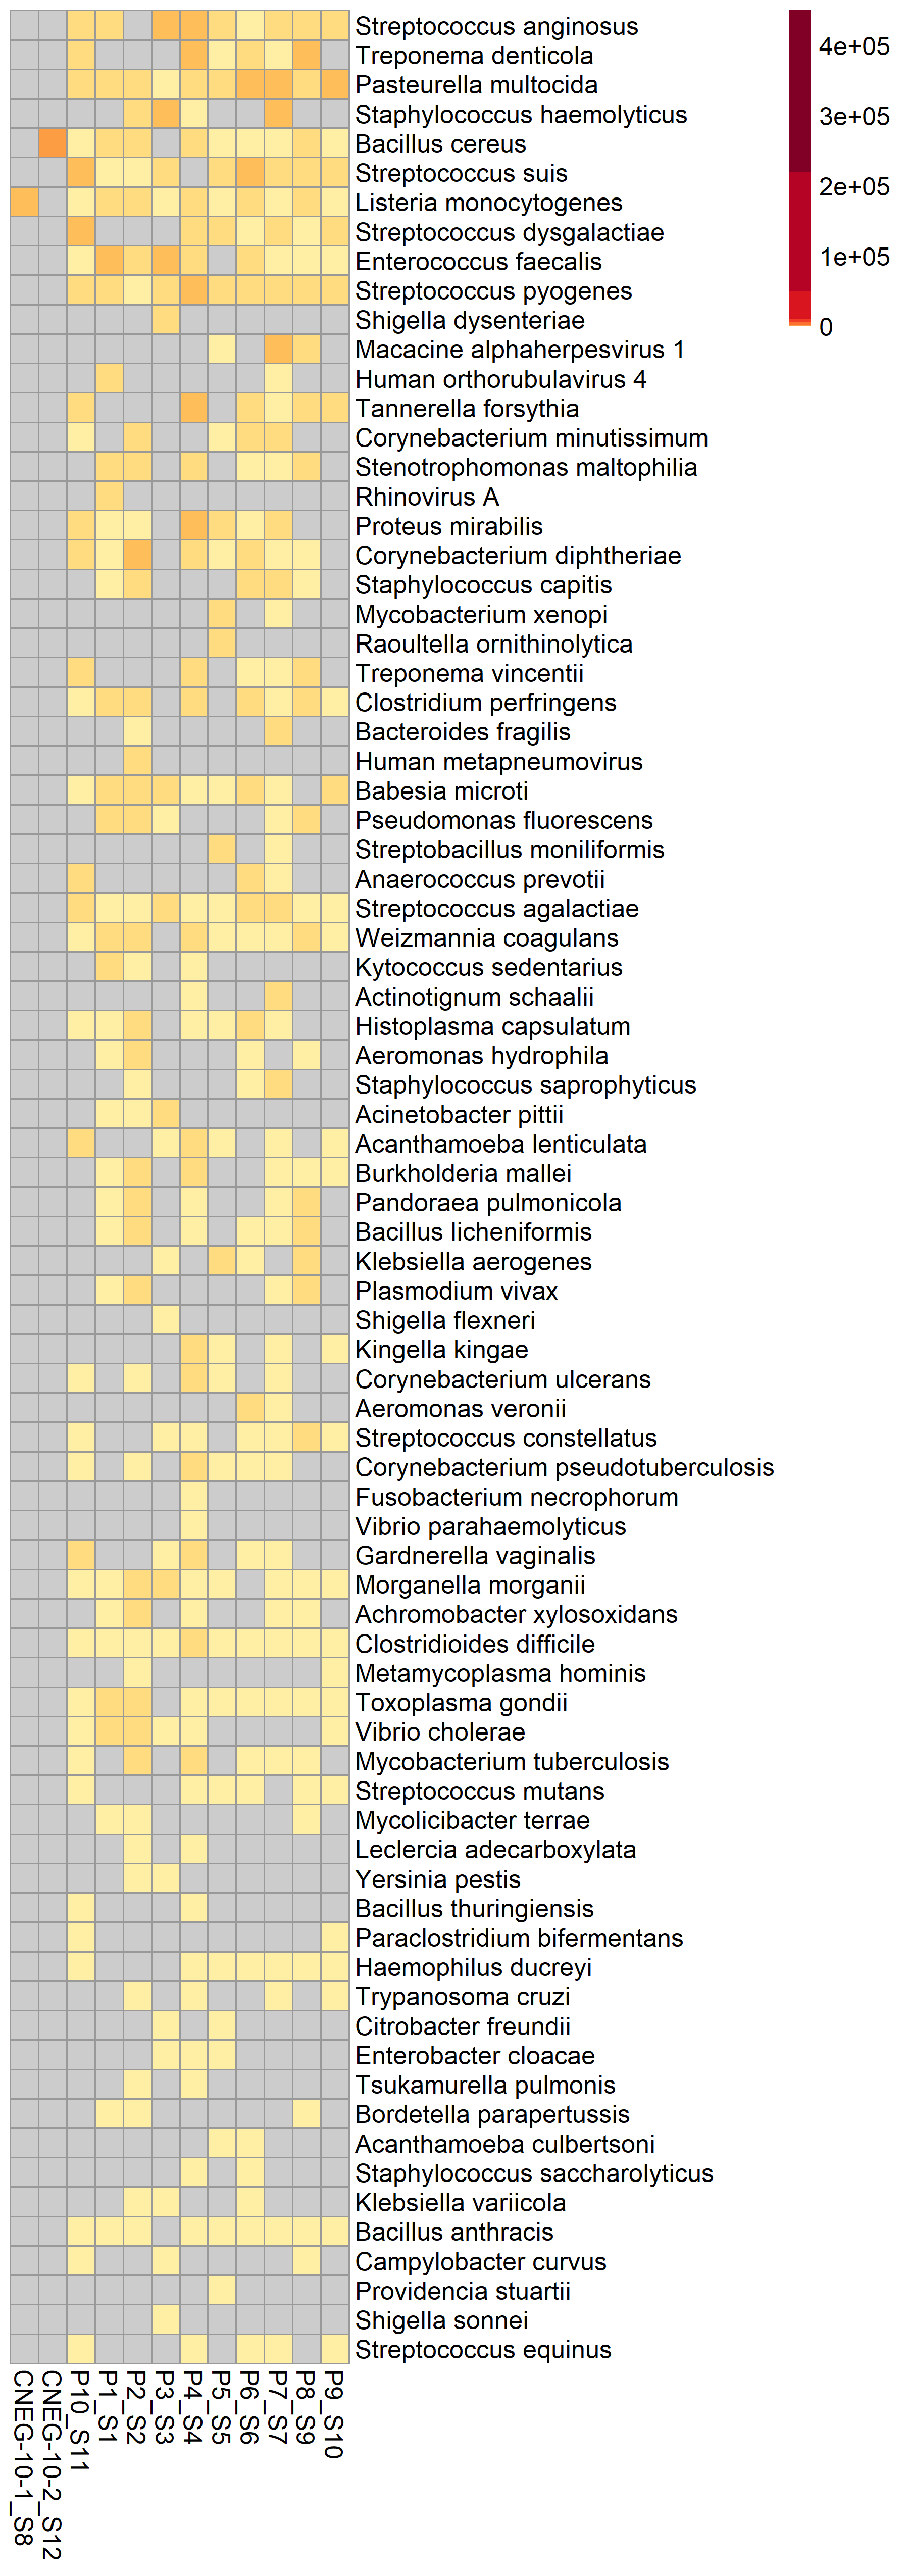 Streptococcus anginosus
Treponema denticola
Pasteurella multocida
Staphylococcus haemolyticus
Bacillus cereus
Streptococcus suis
Listeria monocytogenes
Streptococcus dysgalactiae
Enterococcus faecalis
Streptococcus pyogenes
Shigella dysenteriae
Macacine alphaherpesvirus 1
Human orthorubulavirus 4
Tannerella forsythia
Corynebacterium minutissimum
Stenotrophomonas maltophilia
Rhinovirus A
Proteus mirabilis
Corynebacterium diphtheriae
Staphylococcus capitis
Mycobacterium xenopi
Raoultella ornithinolytica
Treponema vincentii
Clostridium perfringens
Bacteroides fragilis
Human metapneumovirus
Babesia microti
Pseudomonas fluorescens
Streptobacillus moniliformis
Anaerococcus prevotii
Streptococcus agalactiae
Weizmannia coagulans
Kytococcus sedentarius
Actinotignum schaalii
Histoplasma capsulatum
Aeromonas hydrophila
Staphylococcus saprophyticus
Acinetobacter pittii
Acanthamoeba lenticulata
Burkholderia mallei
Pandoraea pulmonicola
Bacillus licheniformis
Klebsiella aerogenes
Plasmodium vivax
Shigella flexneri
Kingella kingae
Corynebacterium ulcerans
Aeromonas veronii
Streptococcus constellatus
Corynebacterium pseudotuberculosis
Fusobacterium necrophorum
Vibrio parahaemolyticus
Gardnerella vaginalis
Morganella morganii
Achromobacter xylosoxidans
Clostridioides difficile
Metamycoplasma hominis
Toxoplasma gondii
Vibrio cholerae
Mycobacterium tuberculosis
Streptococcus mutans
Mycolicibacter terrae
Leclercia adecarboxylata
Yersinia pestis
Bacillus thuringiensis
Paraclostridium bifermentans
Haemophilus ducreyi
Trypanosoma cruzi
Citrobacter freundii
Enterobacter cloacae
Tsukamurella pulmonis
Bordetella parapertussis
Acanthamoeba culbertsoni
Staphylococcus saccharolyticus
Klebsiella variicola
Bacillus anthracis
Campylobacter curvus
Providencia stuartii
Shigella sonnei
Streptococcus equinus
4e+05
3e+05
2e+05
1e+05
0
CNEG-10-1_S8
CNEG-10-2_S12
P10_S11
P1_S1
P2_S2
P3_S3
P4_S4
P5_S5
P6_S6
P7_S7
P8_S9
P9_S10